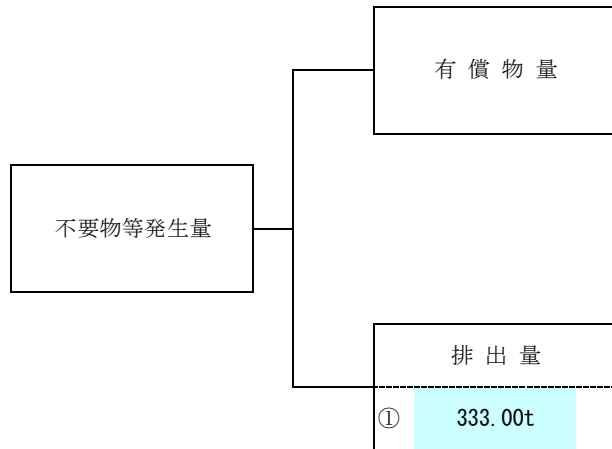 有 償 物 量
不要物等発生量
排 出 量
① 333.00t